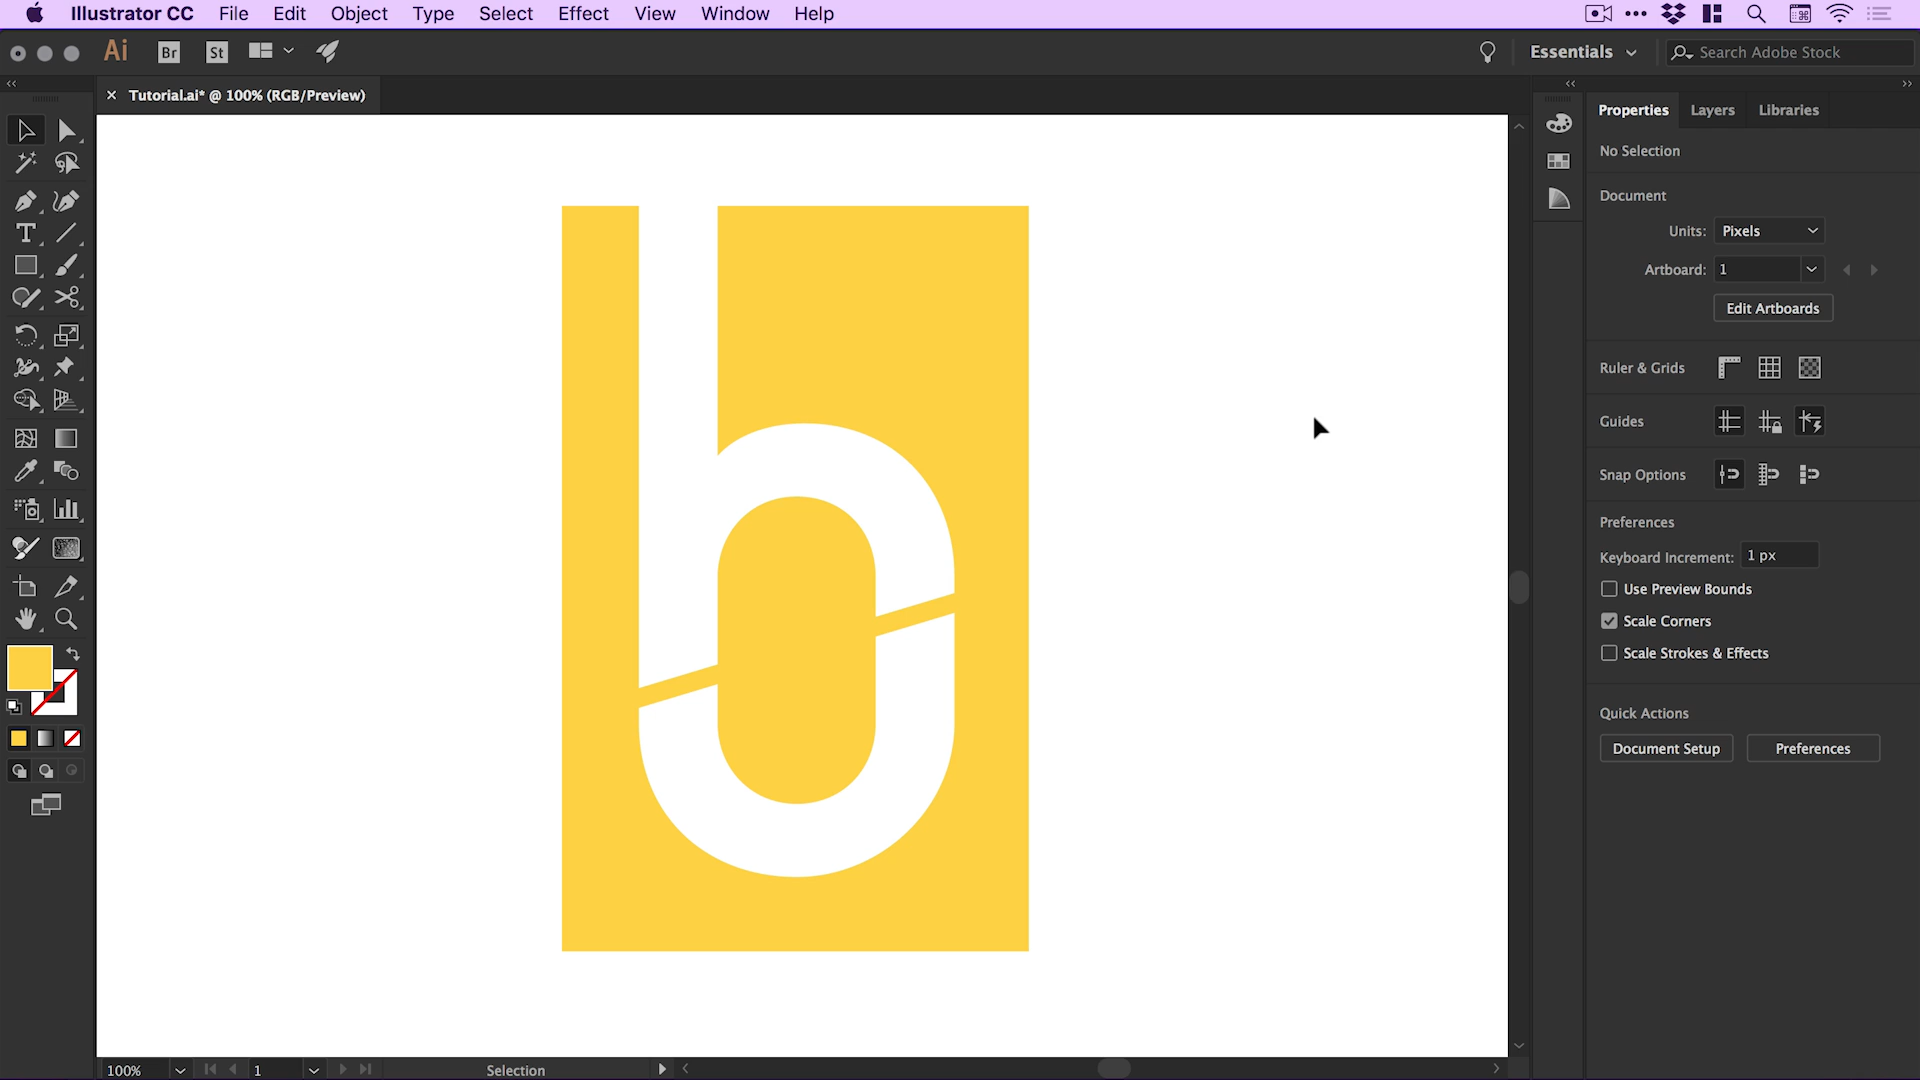 Illustrator CC File Edit Object Type Select Effect View Window Help
Ai Br St Essentials Search Adobe Stock
Tutorial.ai* @ 100% (RGB/Preview)
Properties Layers Libraries
No Selection
Document
Units: Pixels
Artboard: 1
Edit Artboards
Ruler & Grids
Guides
Snap Options
Preferences
Keyboard Increment: 1 px
Use Preview Bounds
Scale Corners
Scale Strokes & Effects
Quick Actions
Document Setup Preferences
b
100% 1 Selection